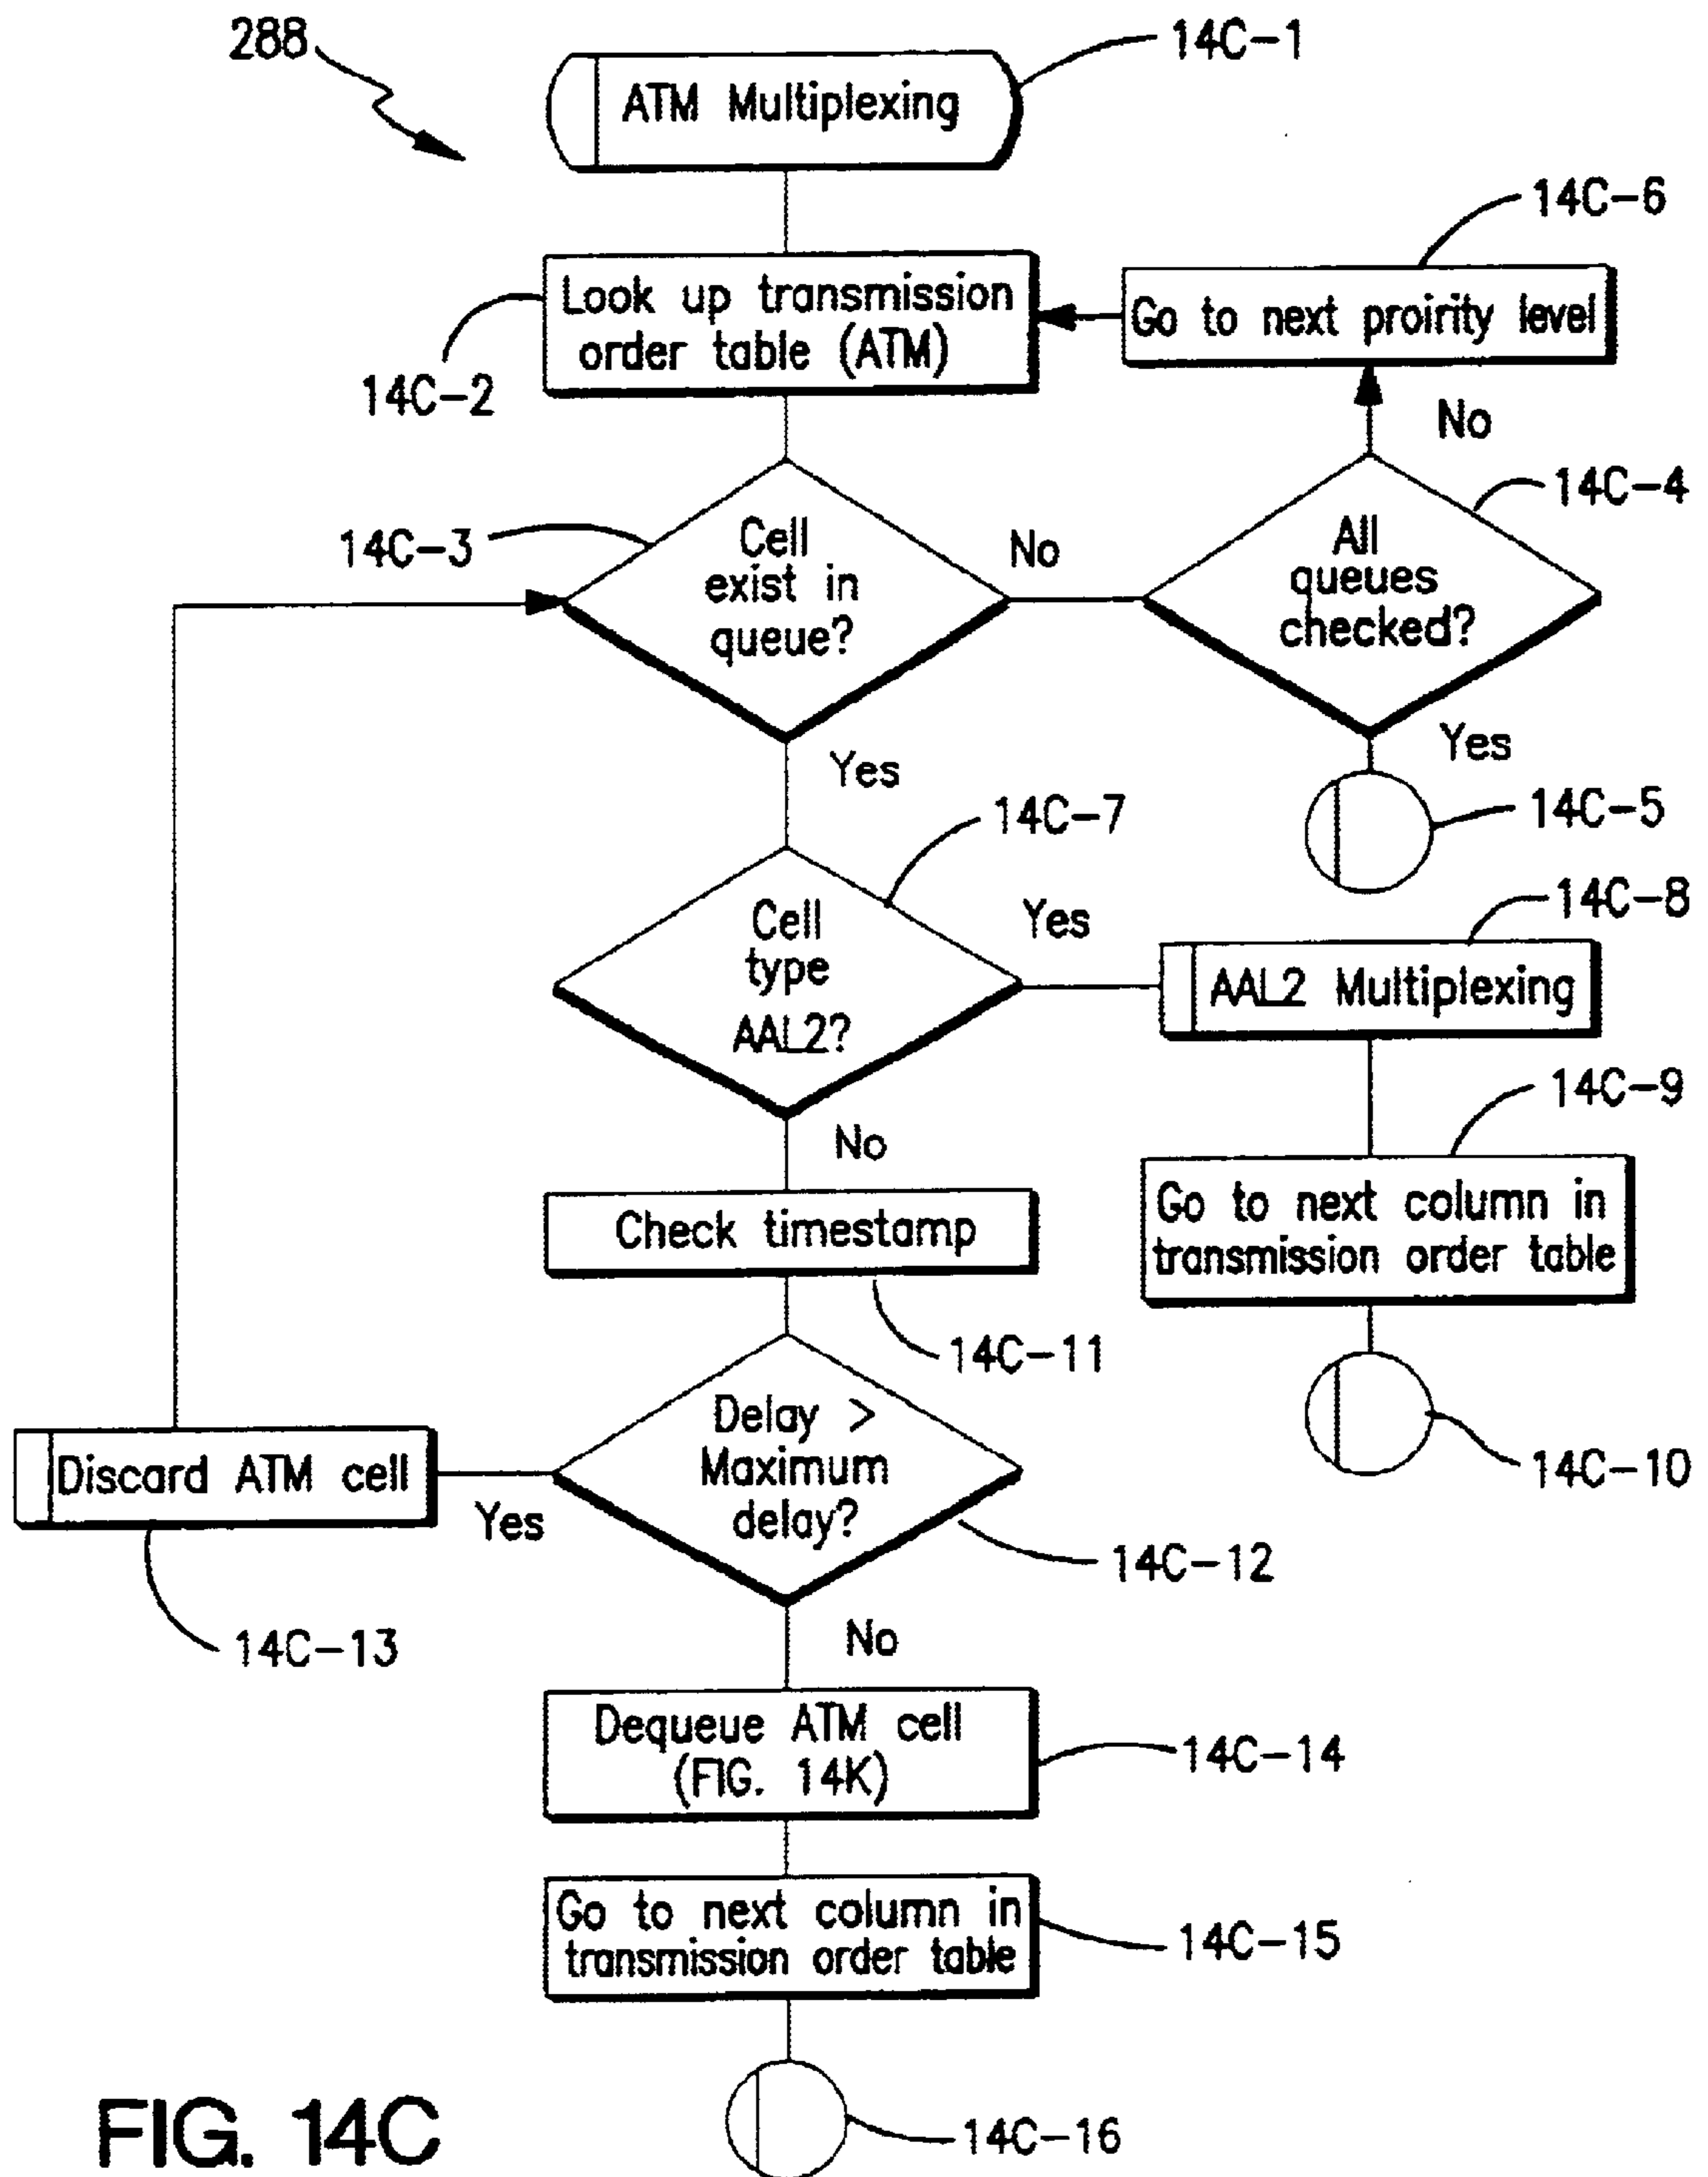 288
14C-1
ATM Multiplexing
14C-6
Look up transmission
order table (ATM)
Go to next proirity level
14C-2
No
14C-4
14C-3
Cell
exist in
queue?
No
All
queues
checked?
Yes
Yes
14C-5
14C-7
14C-8
Cell
type
AAL2?
Yes
AAL2 Multiplexing
14C-9
No
Check timestamp
Go to next column in
transmission order table
14C-11
Delay >
Maximum
delay?
14C-10
Discard ATM cell
Yes
14C-12
14C-13
No
Dequeue ATM cell
(FIG. 14K)
14C-14
Go to next column in
transmission order table
14C-15
14C-16
FIG. 14C